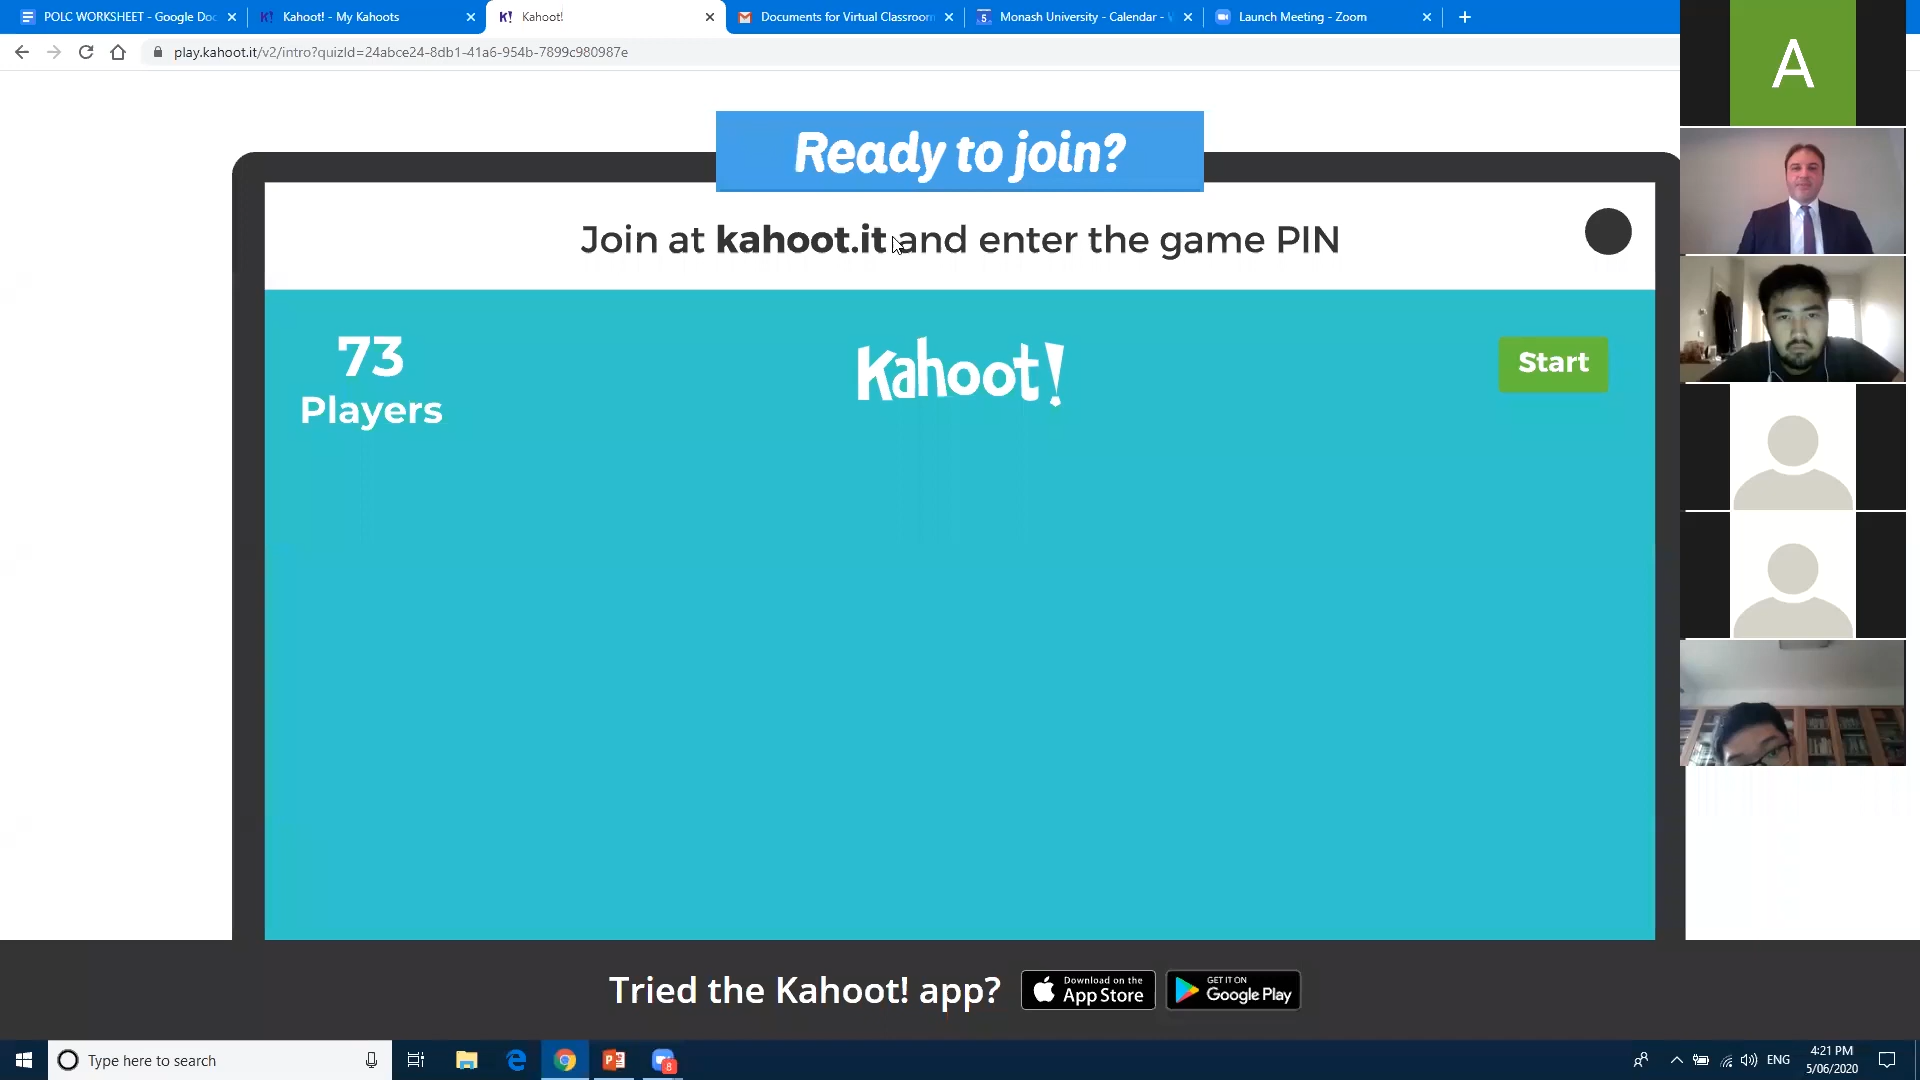 POLC WORKSHEET - Google Doc
Kahoot! - My Kahoots
Kahoot!
Documents for Virtual Classroom
5 Monash University - Calendar -
Launch Meeting - Zoom
play.kahoot.it/v2/intro?quizId=24abce24-8db1-41a6-954b-7899c980987e
A
Ready to join?
Join at kahoot.it and enter the game PIN
73
Players
Kahoot!
Start
Tried the Kahoot! app?
Download on the
App Store
GET IT ON
Google Play
Type here to search
8
ENG
4:21 PM
5/06/2020